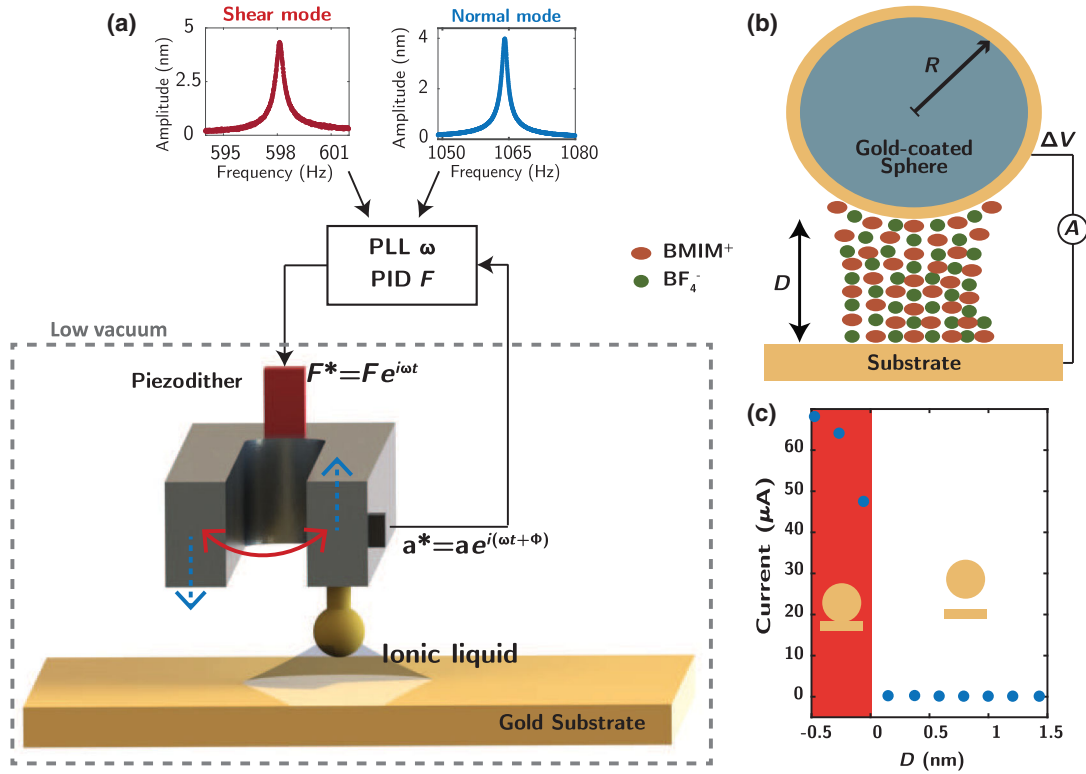 (a)
Shear mode
Normal mode
Amplitude (nm)
5
2.5
0
595 598 601
Frequency (Hz)
Amplitude (nm)
4
2
0
1050 1065 1080
Frequency (Hz)
PLL ω
PID F
Low vacuum
Piezodither
F*=Fe^{iωt}
a*=ae^{i(ωt+Φ)}
Ionic liquid
Gold Substrate
(b)
R
Gold-coated
Sphere
ΔV
A
BMIM⁺
BF₄⁻
D
Substrate
(c)
Current (μA)
60
50
40
30
20
10
0
-0.5 0 0.5 1 1.5
D (nm)